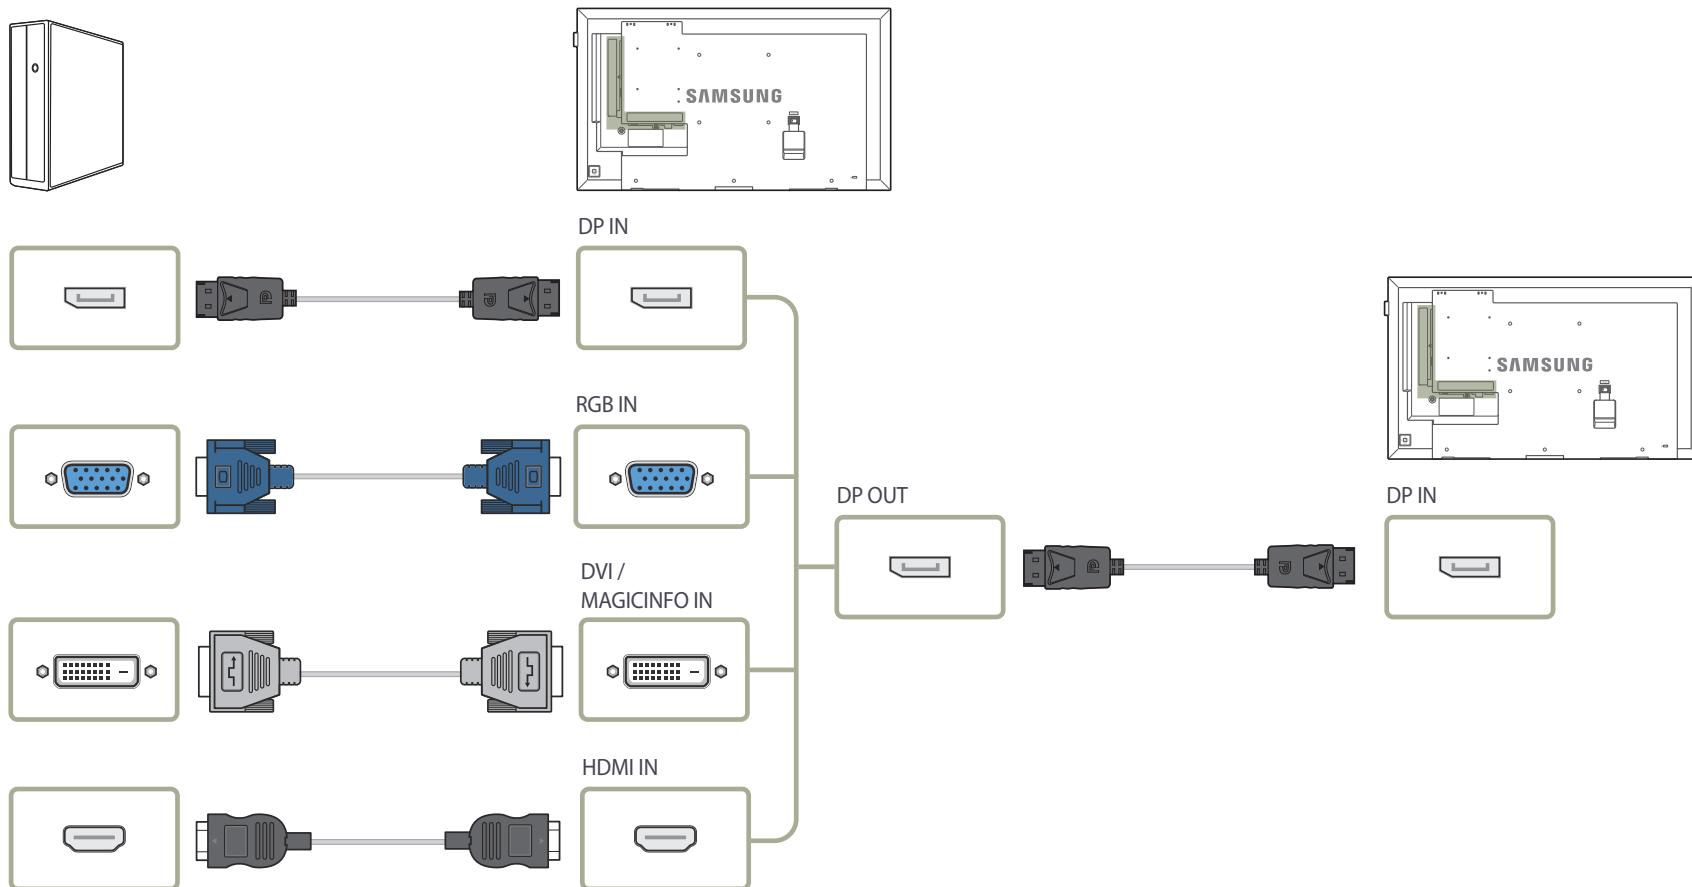 SAMSUNG
DP IN
RGB IN
DVI /
MAGICINFO IN
HDMI IN
DP OUT
SAMSUNG
DP IN